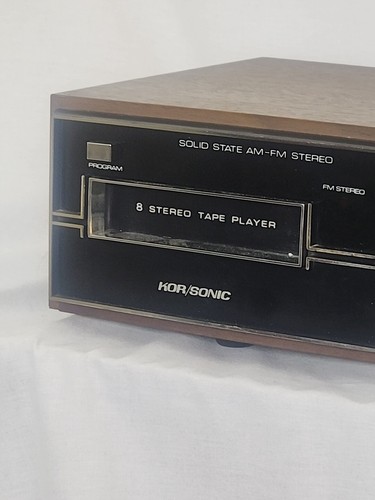 SOLID STATE AM-FM STEREO
PROGRAM
FM STEREO
8 STEREO TAPE PLAYER
KOR/SONIC